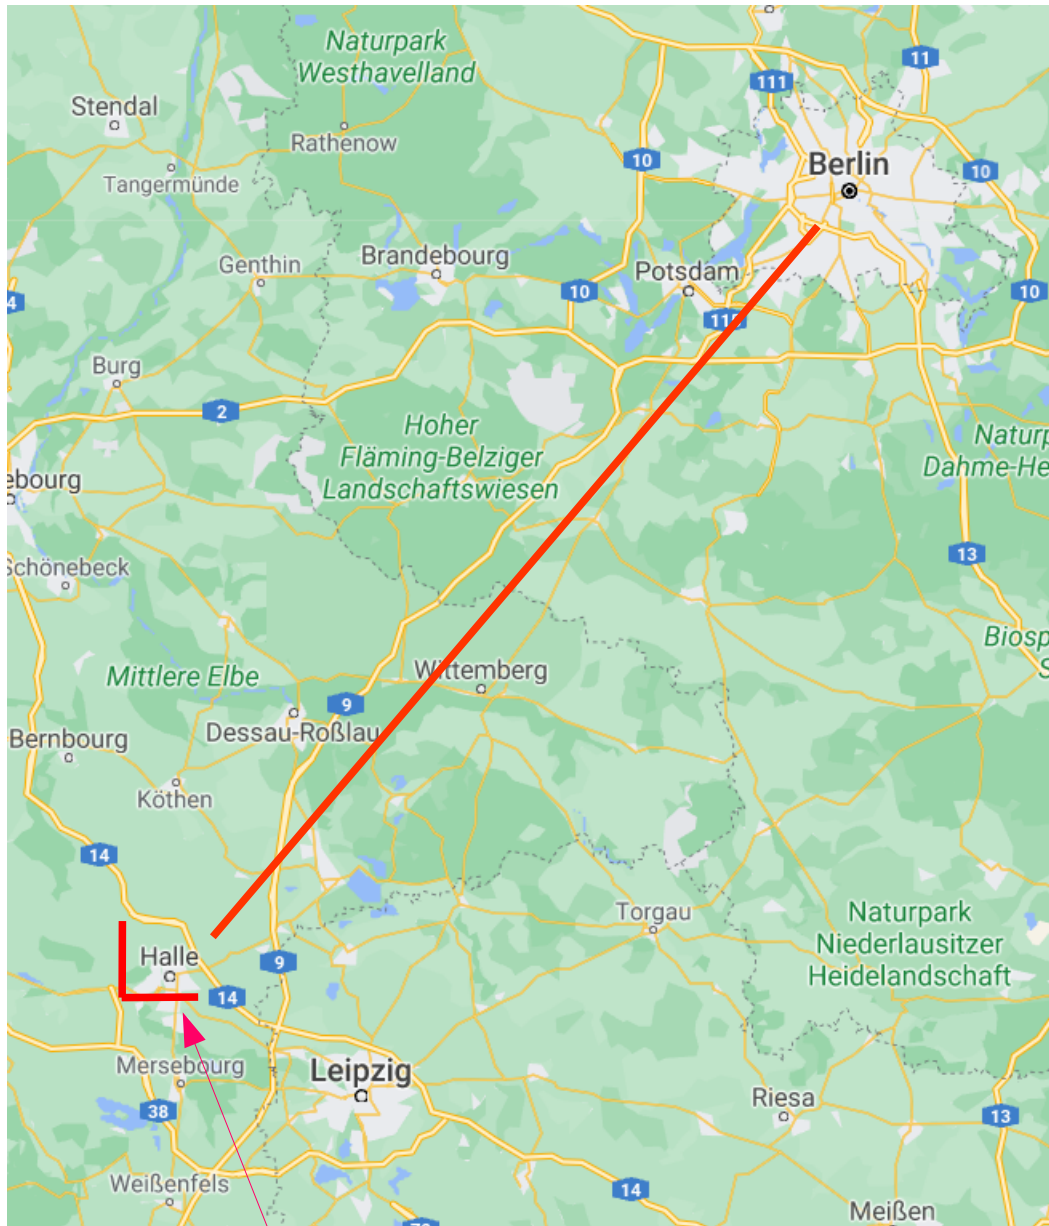 Naturpark
Westhavelland
11
111
Stendal
Rathenow
10
Berlin
10
Tangermünde
Genthin
Brandebourg
Potsdam
10
10
4
115
Burg
2
Hoher
Fläming-Belziger
Landschaftswiesen
Naturp
Dahme-He
ebourg
13
Schönebeck
Biosp
S
Mittlere Elbe
Wittemberg
9
Dessau-Roßlau
Bernbourg
Köthen
14
Torgau
Naturpark
Niederlausitzer
Heidelandschaft
Halle
9
14
Mersebourg
Leipzig
Riesa
38
13
Weißenfels
14
Meißen